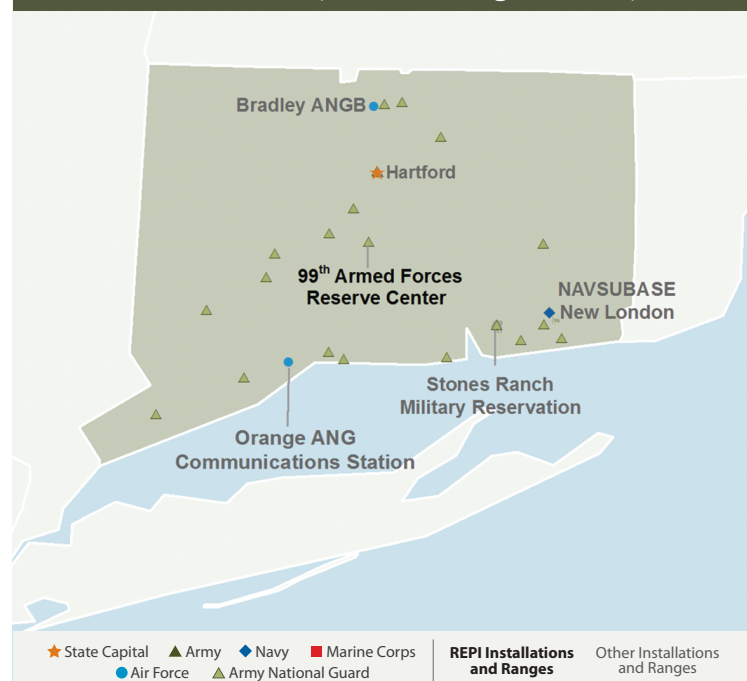 Bradley ANGB
Hartford
99th Armed Forces
Reserve Center
NAVSUBASE
New London
Stones Ranch
Military Reservation
Orange ANG
Communications Station
State Capital Army Navy Marine Corps
Air Force Army National Guard
REPI Installations
and Ranges
Other Installations
and Ranges